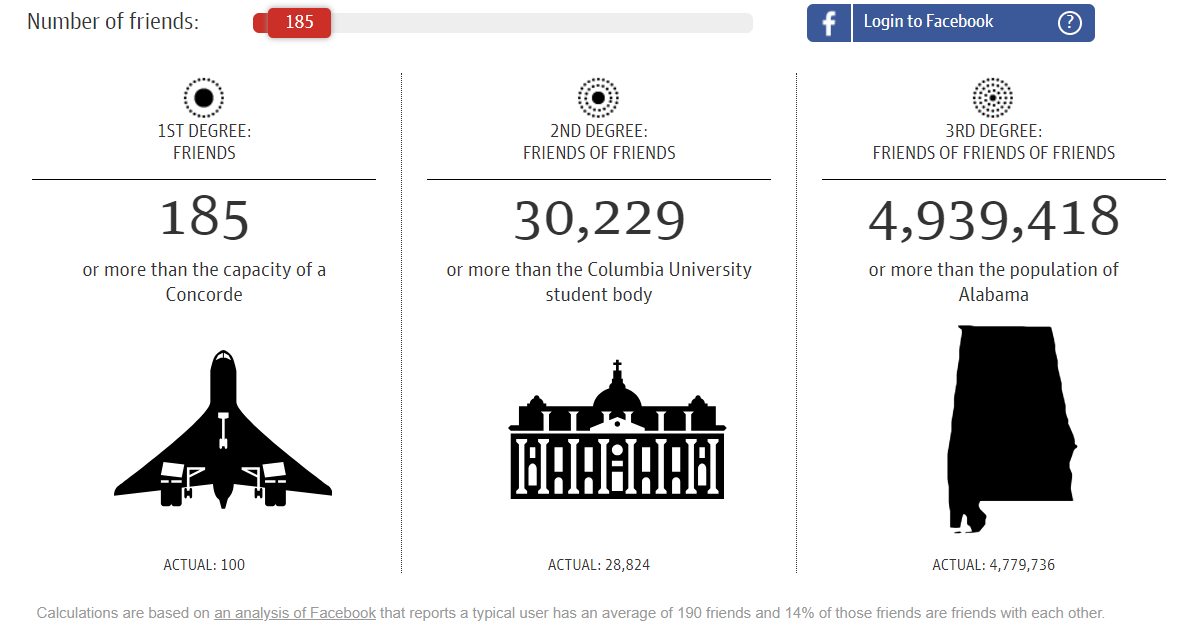 Number of friends:
185
Login to Facebook
?
1ST DEGREE:
FRIENDS
185
or more than the capacity of a
Concorde
ACTUAL: 100
2ND DEGREE:
FRIENDS OF FRIENDS
30,229
or more than the Columbia University
student body
ACTUAL: 28,824
3RD DEGREE:
FRIENDS OF FRIENDS OF FRIENDS
4,939,418
or more than the population of
Alabama
ACTUAL: 4,779,736
Calculations are based on an analysis of Facebook that reports a typical user has an average of 190 friends and 14% of those friends are friends with each other.